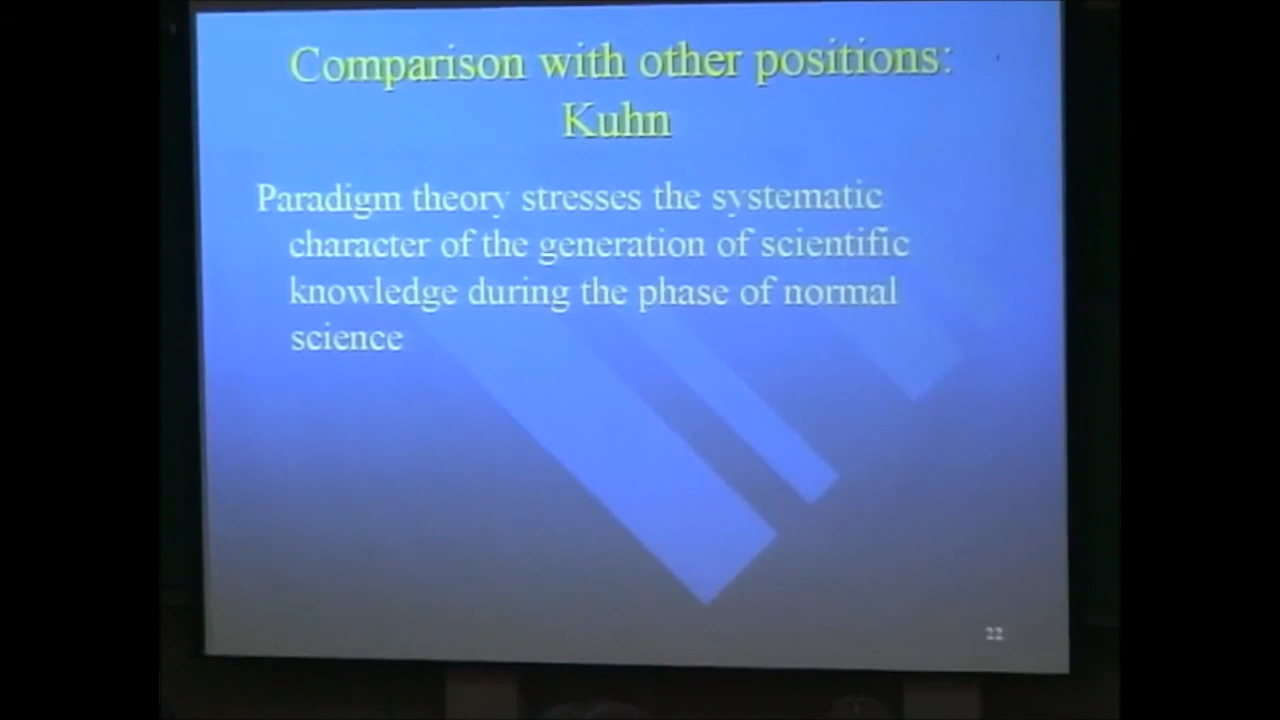 Comparison with other positions:
Kuhn
Paradigm theory stresses the systematic
character of the generation of scientific
knowledge during the phase of normal
science
22